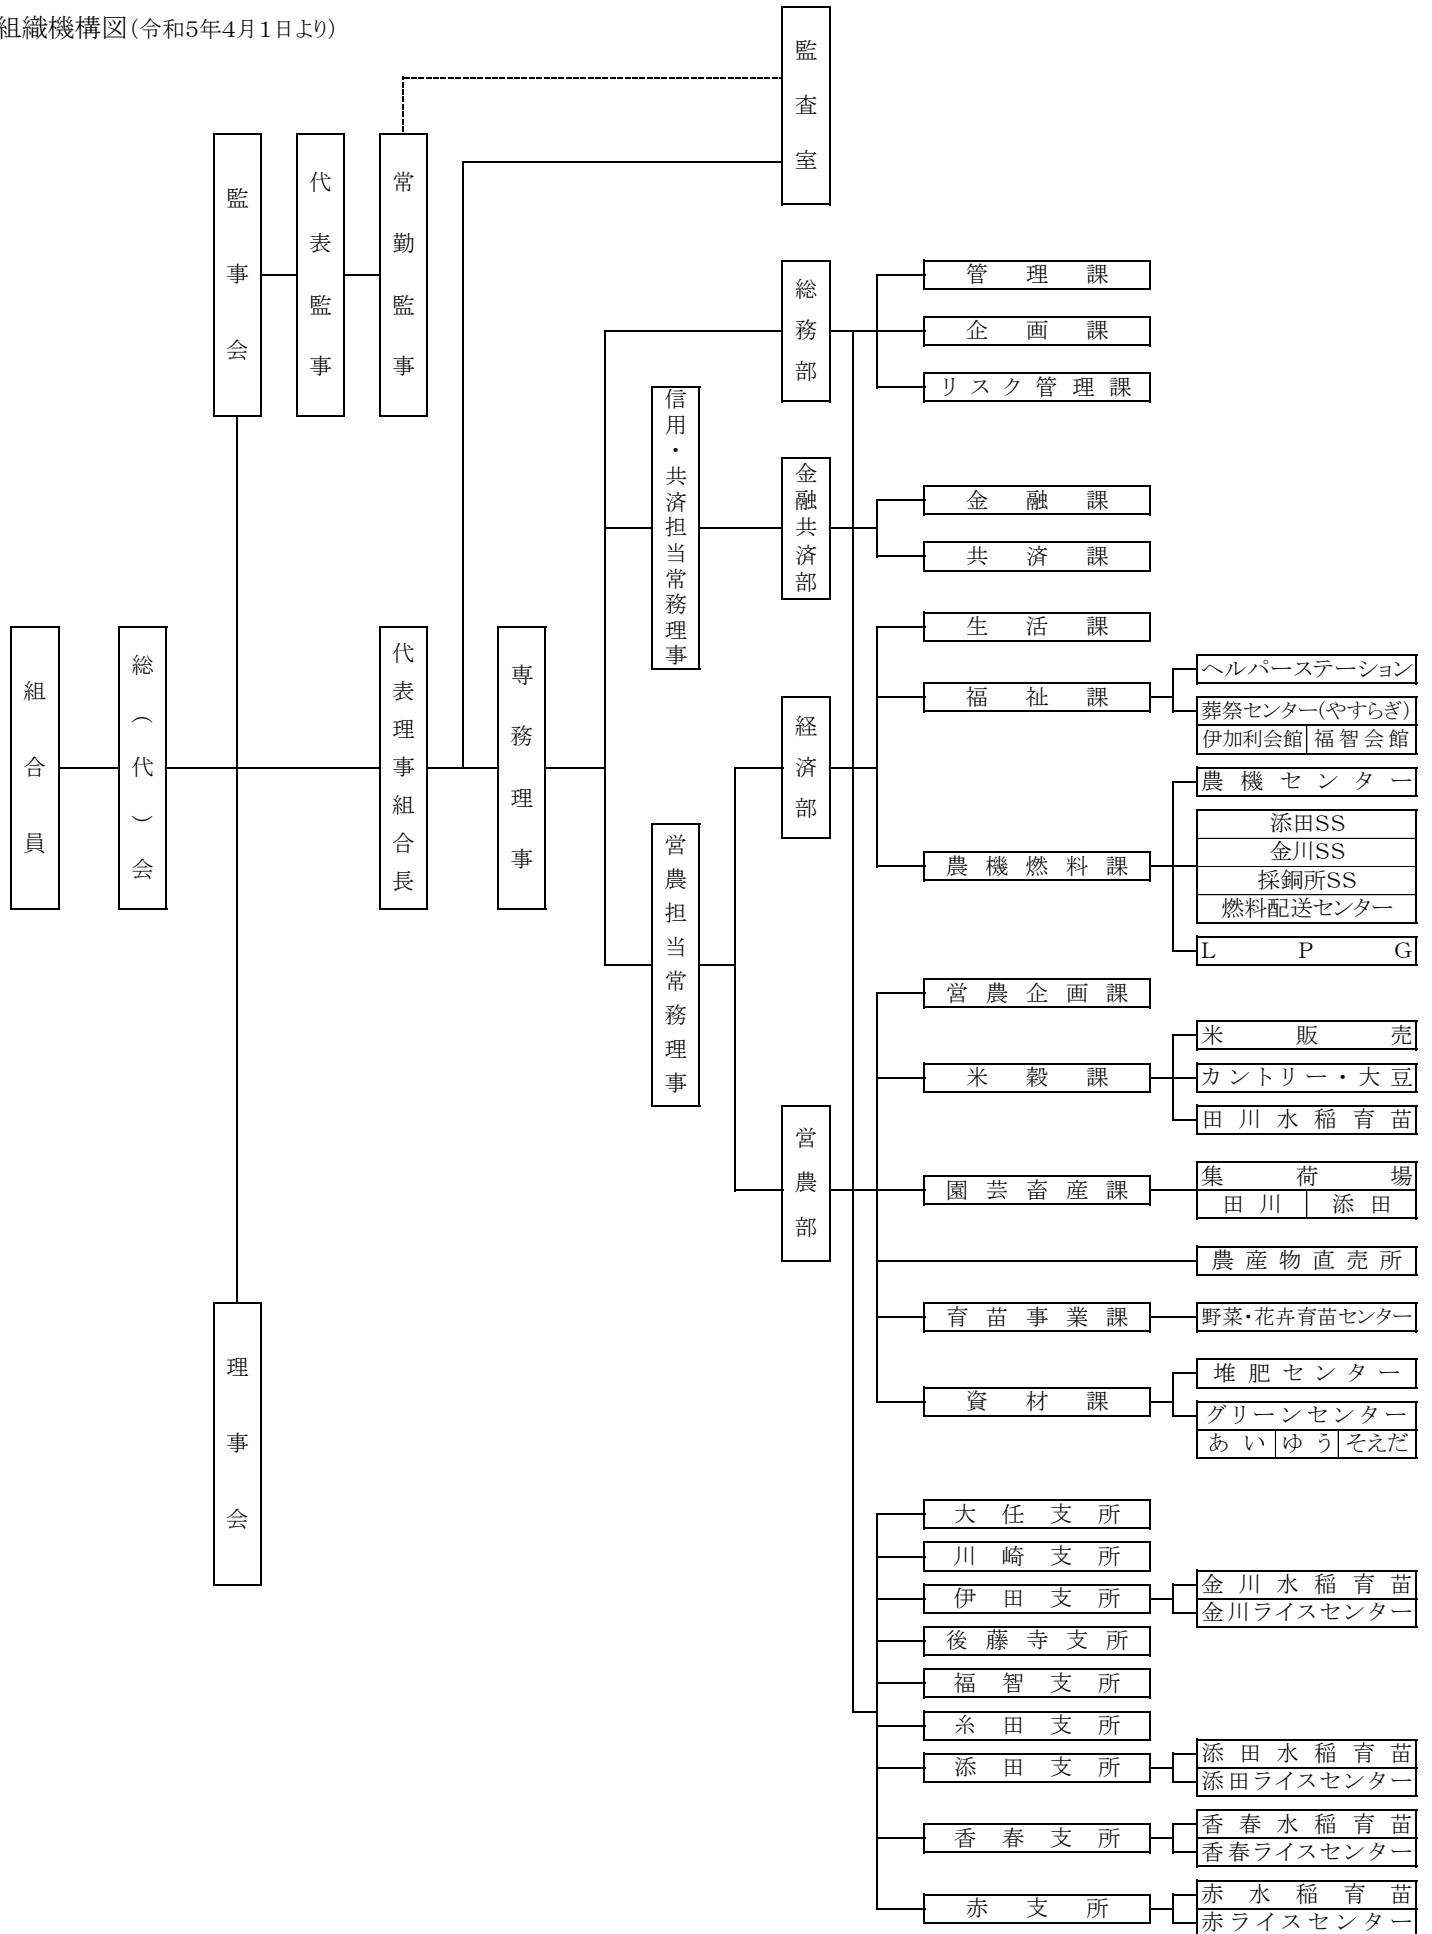 組織機構図(令和5年4月1日より)
監査室
監事会
代表監事
常勤監事
組合員
総(代)会
理事会
代表理事組合長
専務理事
信用・共済担当常務理事
営農担当常務理事
総務部
管理課
企画課
リスク管理課
金融共済部
金融課
共済課
経済部
生活課
福祉課
ヘルパーステーション
葬祭センター(やすらぎ)
伊加利会館 福智会館
農機燃料課
農機センター
添田SS
金川SS
採銅所SS
燃料配送センター
LPG
営農部
営農企画課
米穀課
米販売
カントリー・大豆
田川水稲育苗
園芸畜産課
集荷場
田川 添田
農産物直売所
育苗事業課
野菜・花卉育苗センター
資材課
堆肥センター
グリーンセンター
あい ゆう そえだ
大任支所
川崎支所
伊田支所
金川水稲育苗
金川ライスセンター
後藤寺支所
福智支所
糸田支所
添田支所
添田水稲育苗
添田ライスセンター
香春支所
香春水稲育苗
香春ライスセンター
赤支所
赤水稲育苗
赤ライスセンター